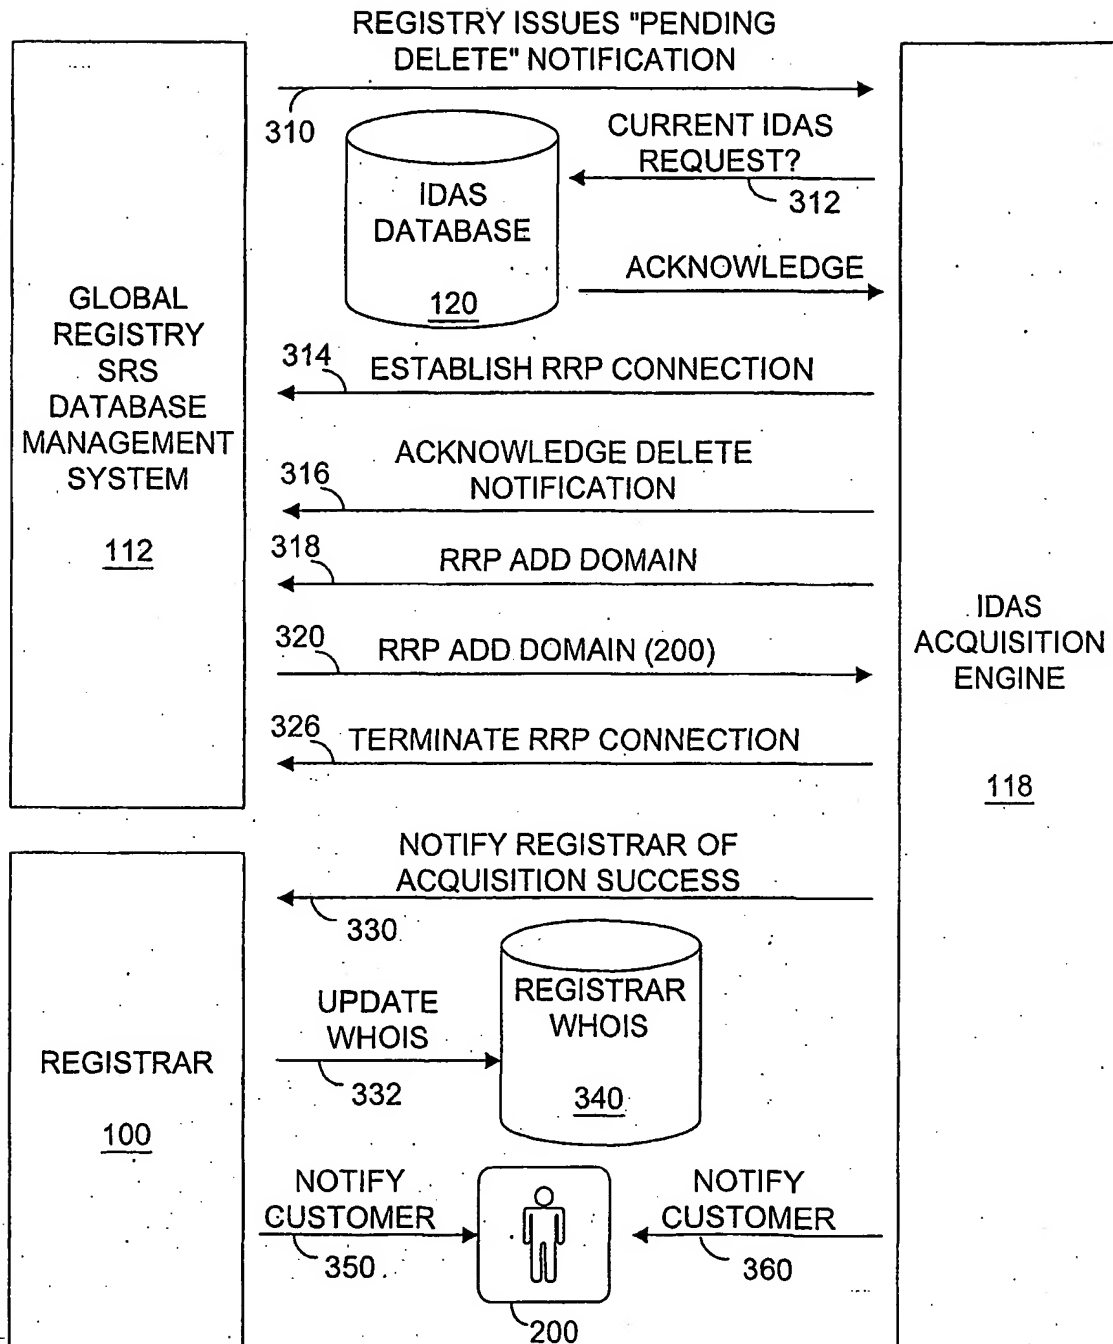 REGISTRY ISSUES "PENDING
DELETE" NOTIFICATION
310
CURRENT IDAS
REQUEST?
312
IDAS
DATABASE
120
ACKNOWLEDGE
GLOBAL
REGISTRY
SRS
DATABASE
MANAGEMENT
SYSTEM
112
314
ESTABLISH RRP CONNECTION
316
ACKNOWLEDGE DELETE
NOTIFICATION
318
RRP ADD DOMAIN
320
RRP ADD DOMAIN (200)
326
TERMINATE RRP CONNECTION
IDAS
ACQUISITION
ENGINE
118
NOTIFY REGISTRAR OF
ACQUISITION SUCCESS
330
REGISTRAR
100
UPDATE
WHOIS
332
REGISTRAR
WHOIS
340
NOTIFY
CUSTOMER
350
NOTIFY
CUSTOMER
360
200